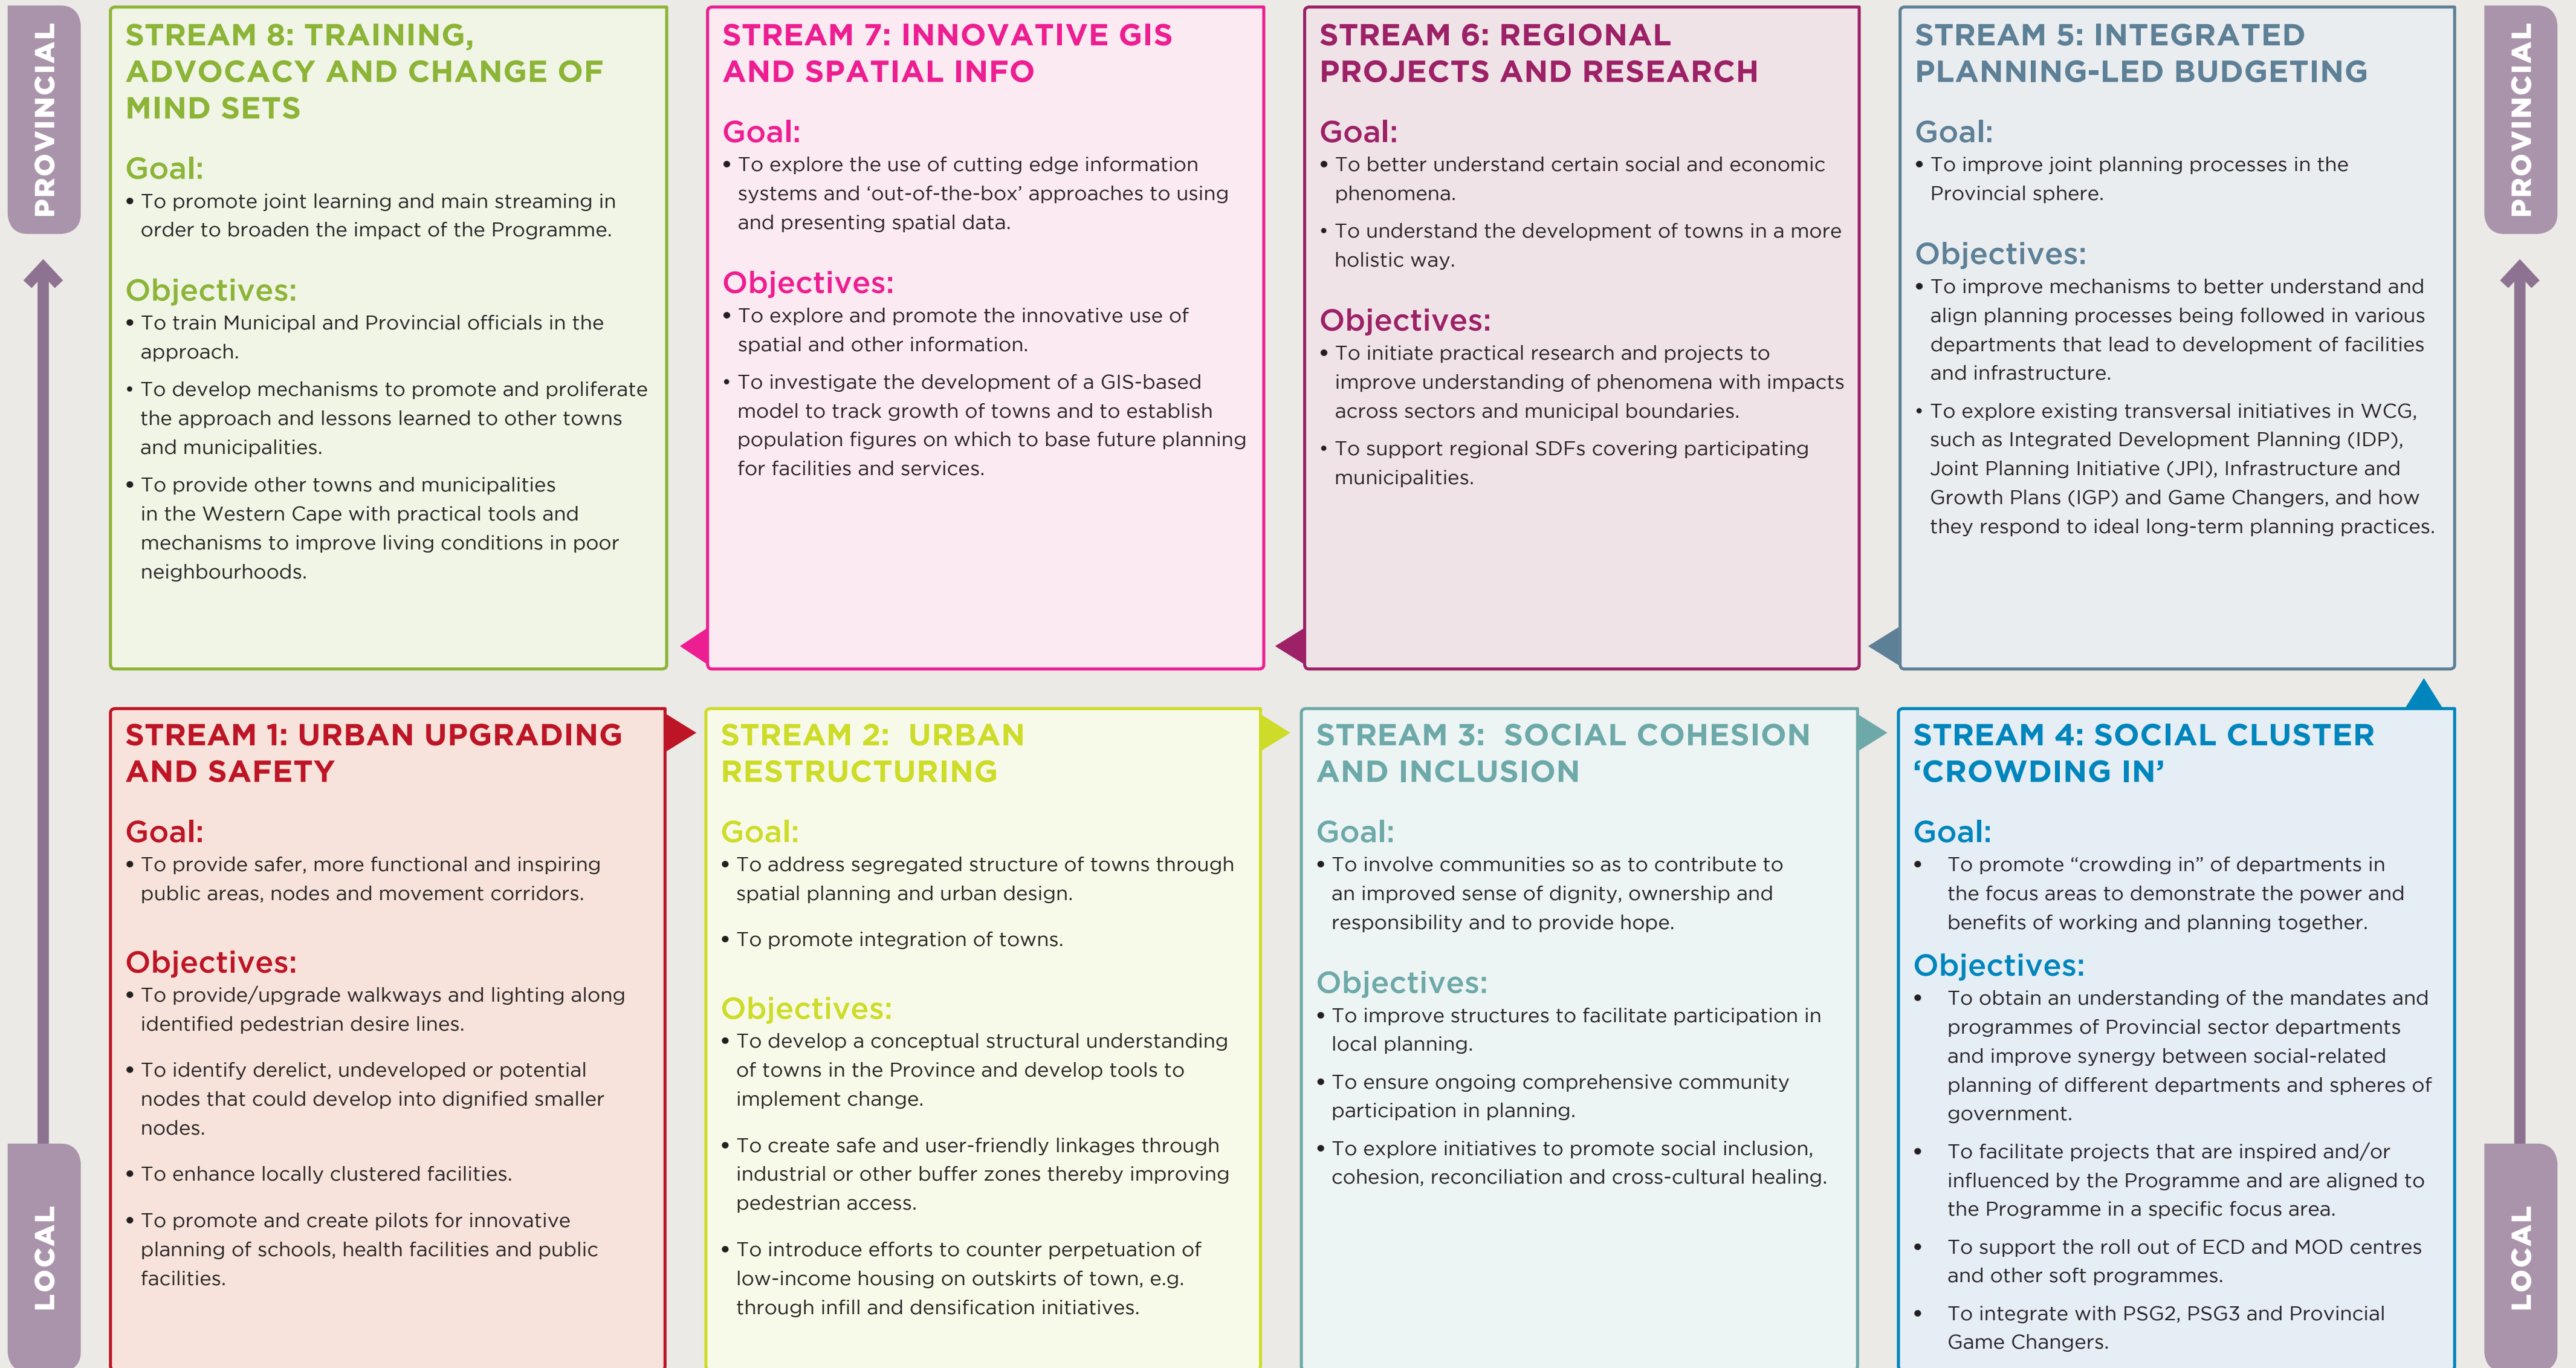 PROVINCIAL
STREAM 8: TRAINING,
ADVOCACY AND CHANGE OF
MIND SETS
Goal:
• To promote joint learning and main streaming in
order to broaden the impact of the Programme.
Objectives:
• To train Municipal and Provincial officials in the
approach.
• To develop mechanisms to promote and proliferate
the approach and lessons learned to other towns
and municipalities.
• To provide other towns and municipalities
in the Western Cape with practical tools and
mechanisms to improve living conditions in poor
neighbourhoods.
STREAM 7: INNOVATIVE GIS
AND SPATIAL INFO
Goal:
• To explore the use of cutting edge information
systems and ‘out-of-the-box’ approaches to using
and presenting spatial data.
Objectives:
• To explore and promote the innovative use of
spatial and other information.
• To investigate the development of a GIS-based
model to track growth of towns and to establish
population figures on which to base future planning
for facilities and services.
STREAM 6: REGIONAL
PROJECTS AND RESEARCH
Goal:
• To better understand certain social and economic
phenomena.
• To understand the development of towns in a more
holistic way.
Objectives:
• To initiate practical research and projects to
improve understanding of phenomena with impacts
across sectors and municipal boundaries.
• To support regional SDFs covering participating
municipalities.
STREAM 5: INTEGRATED
PLANNING-LED BUDGETING
Goal:
• To improve joint planning processes in the
Provincial sphere.
Objectives:
• To improve mechanisms to better understand and
align planning processes being followed in various
departments that lead to development of facilities
and infrastructure.
• To explore existing transversal initiatives in WCG,
such as Integrated Development Planning (IDP),
Joint Planning Initiative (JPI), Infrastructure and
Growth Plans (IGP) and Game Changers, and how
they respond to ideal long-term planning practices.
PROVINCIAL
LOCAL
STREAM 1: URBAN UPGRADING
AND SAFETY
Goal:
• To provide safer, more functional and inspiring
public areas, nodes and movement corridors.
Objectives:
• To provide/upgrade walkways and lighting along
identified pedestrian desire lines.
• To identify derelict, undeveloped or potential
nodes that could develop into dignified smaller
nodes.
• To enhance locally clustered facilities.
• To promote and create pilots for innovative
planning of schools, health facilities and public
facilities.
STREAM 2: URBAN
RESTRUCTURING
Goal:
• To address segregated structure of towns through
spatial planning and urban design.
• To promote integration of towns.
Objectives:
• To develop a conceptual structural understanding
of towns in the Province and develop tools to
implement change.
• To create safe and user-friendly linkages through
industrial or other buffer zones thereby improving
pedestrian access.
• To introduce efforts to counter perpetuation of
low-income housing on outskirts of town, e.g.
through infill and densification initiatives.
STREAM 3: SOCIAL COHESION
AND INCLUSION
Goal:
• To involve communities so as to contribute to
an improved sense of dignity, ownership and
responsibility and to provide hope.
Objectives:
• To improve structures to facilitate participation in
local planning.
• To ensure ongoing comprehensive community
participation in planning.
• To explore initiatives to promote social inclusion,
cohesion, reconciliation and cross-cultural healing.
STREAM 4: SOCIAL CLUSTER
‘CROWDING IN’
Goal:
• To promote “crowding in” of departments in
the focus areas to demonstrate the power and
benefits of working and planning together.
Objectives:
• To obtain an understanding of the mandates and
programmes of Provincial sector departments
and improve synergy between social-related
planning of different departments and spheres of
government.
• To facilitate projects that are inspired and/or
influenced by the Programme and are aligned to
the Programme in a specific focus area.
• To support the roll out of ECD and MOD centres
and other soft programmes.
• To integrate with PSG2, PSG3 and Provincial
Game Changers.
LOCAL